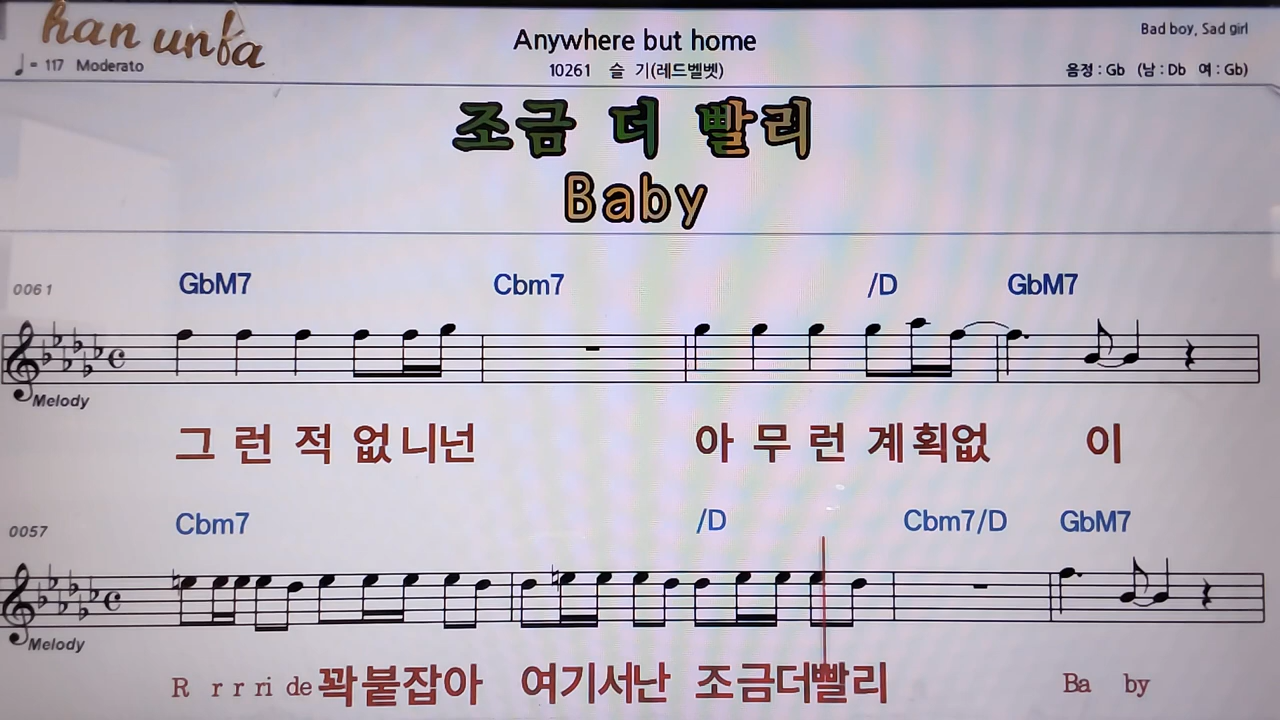 han unba
Anywhere but home
Bad boy, Sad girl
♩= 117 Moderato
10261 슬 기(레드벨벳)
음정 : Gb (남 : Db 여 : Gb)
조금 더 빨리
Baby
0061 GbM7 Cbm7 /D GbM7
Melody
그 런 적 없 니 넌 아 무 런 계 획 없 이
0057 Cbm7 /D Cbm7/D GbM7
Melody
R r r ri de 꽉 붙 잡 아 여 기 서 난 조 금 더 빨 리 Ba by